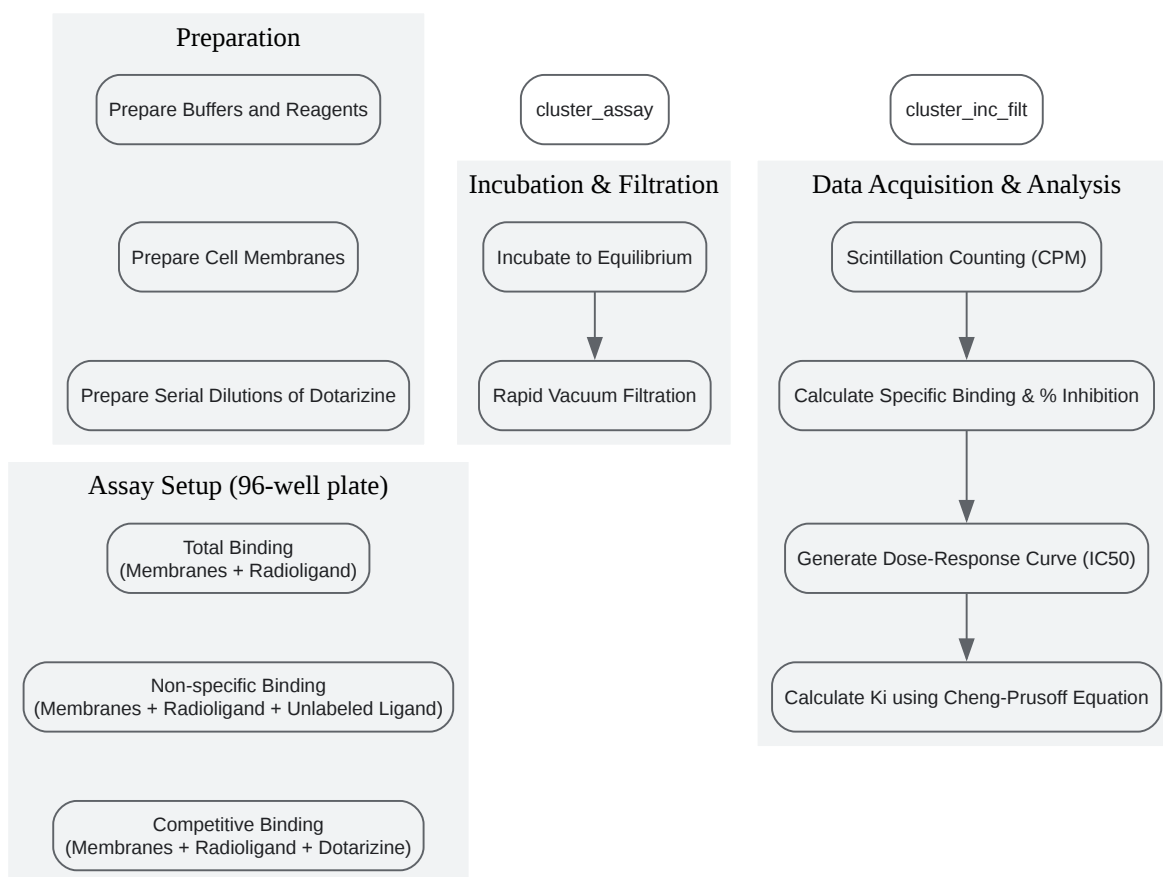 Preparation
Prepare Buffers and Reagents
Prepare Cell Membranes
Prepare Serial Dilutions of Dotarizine
Assay Setup (96-well plate)
Total Binding
(Membranes + Radioligand)
Non-specific Binding
(Membranes + Radioligand + Unlabeled Ligand)
Competitive Binding
(Membranes + Radioligand + Dotarizine)
cluster_assay
Incubation & Filtration
Incubate to Equilibrium
Rapid Vacuum Filtration
cluster_inc_filt
Data Acquisition & Analysis
Scintillation Counting (CPM)
Calculate Specific Binding & % Inhibition
Generate Dose-Response Curve (IC50)
Calculate Ki using Cheng-Prusoff Equation